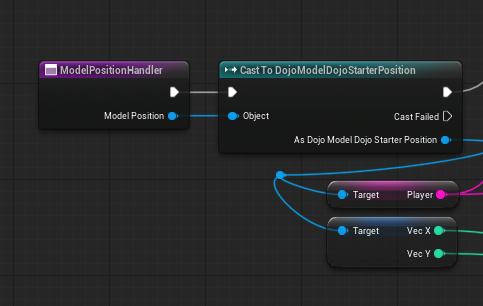 ModelPositionHandler
Model Position
Cast To DojoModelDojoStarterPosition
Object
Cast Failed
As Dojo Model Dojo Starter Position
Target
Player
Target
Vec X
Vec Y